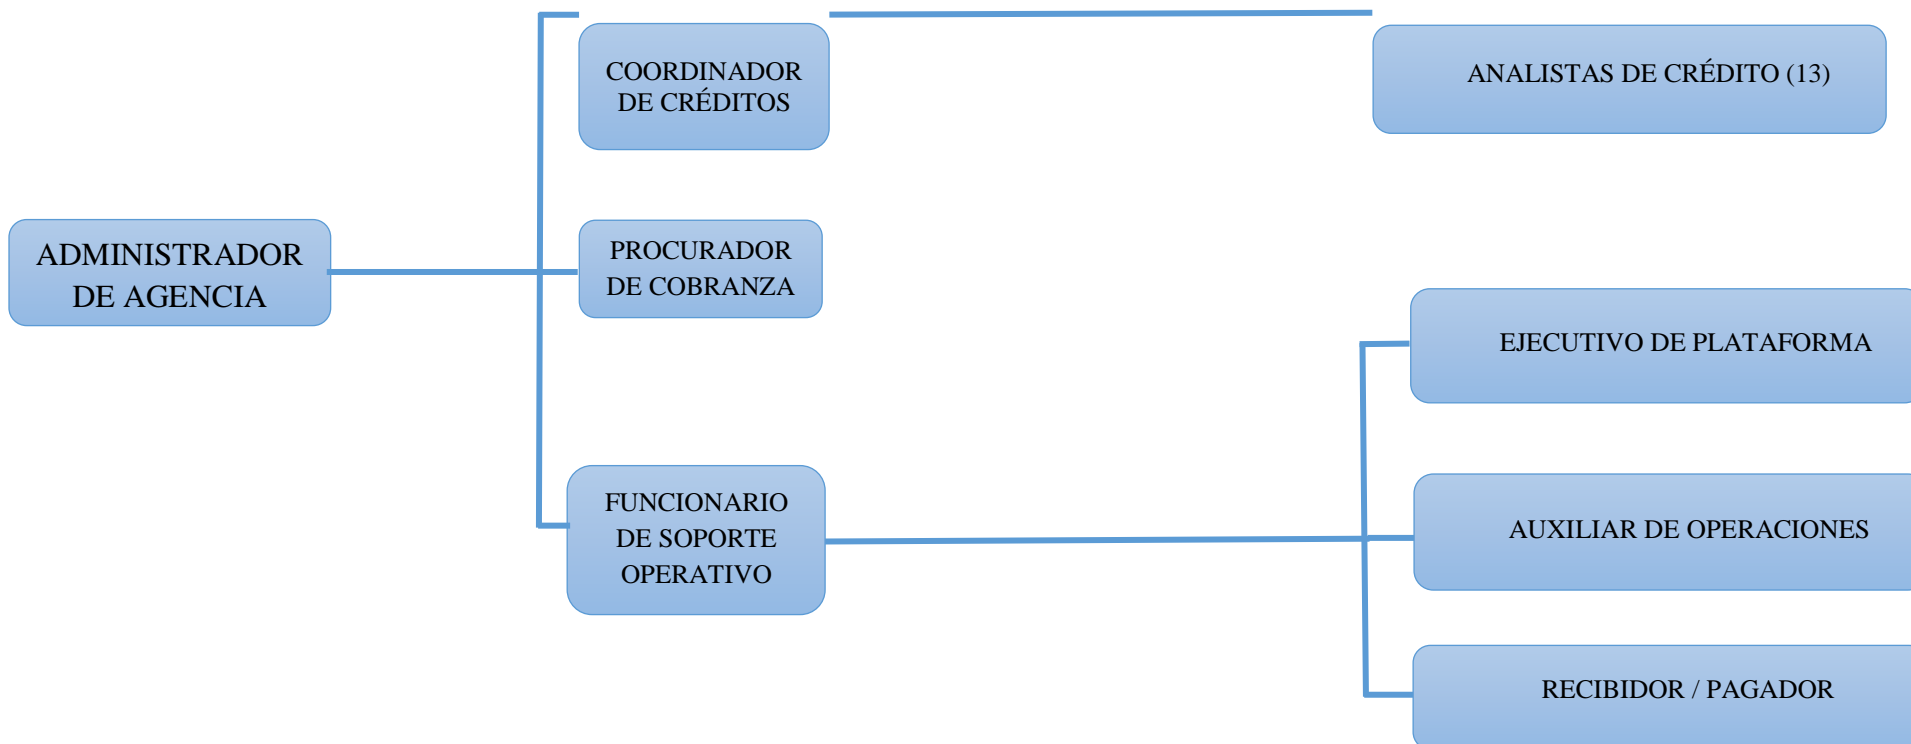 COORDINADOR
DE CRÉDITOS
ANALISTAS DE CRÉDITO (13)
ADMINISTRADOR
DE AGENCIA
PROCURADOR
DE COBRANZA
EJECUTIVO DE PLATAFORMA
FUNCIONARIO
DE SOPORTE
OPERATIVO
AUXILIAR DE OPERACIONES
RECIBIDOR / PAGADOR